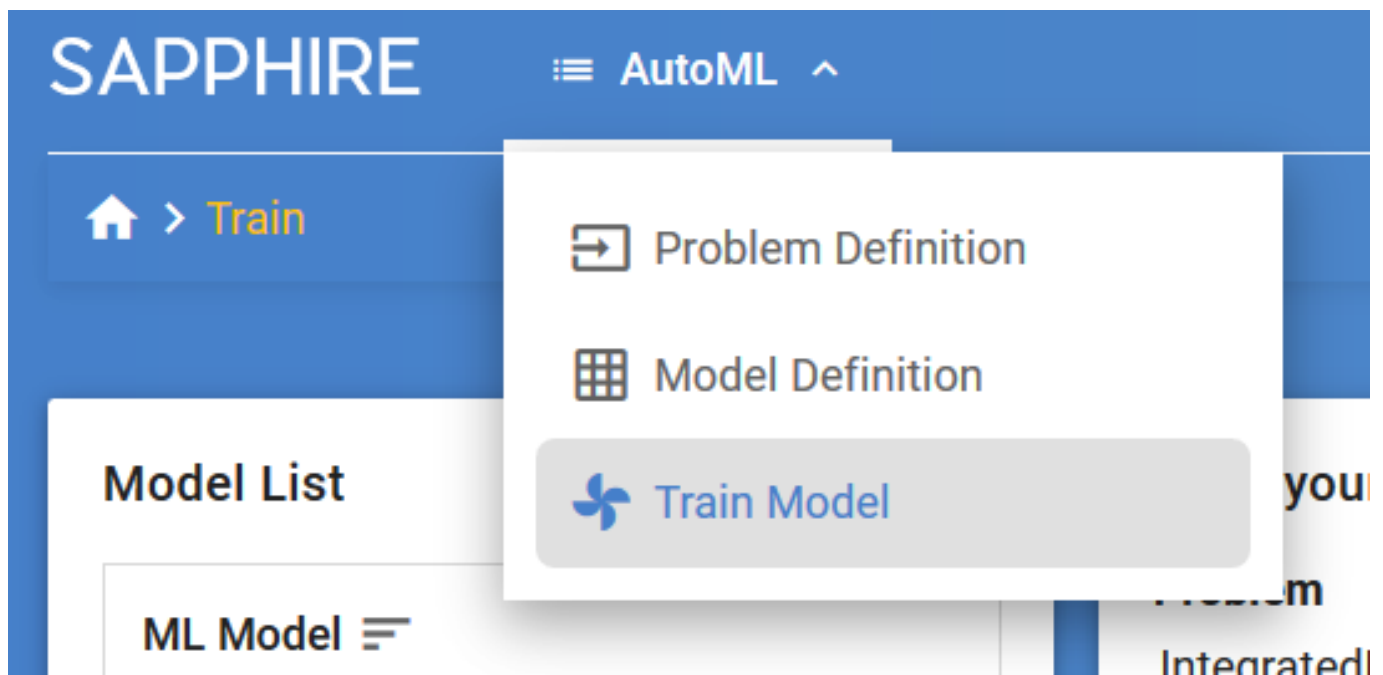 SAPPHIRE
AutoML
Train
Problem Definition
Model Definition
Train Model
Model List
ML Model